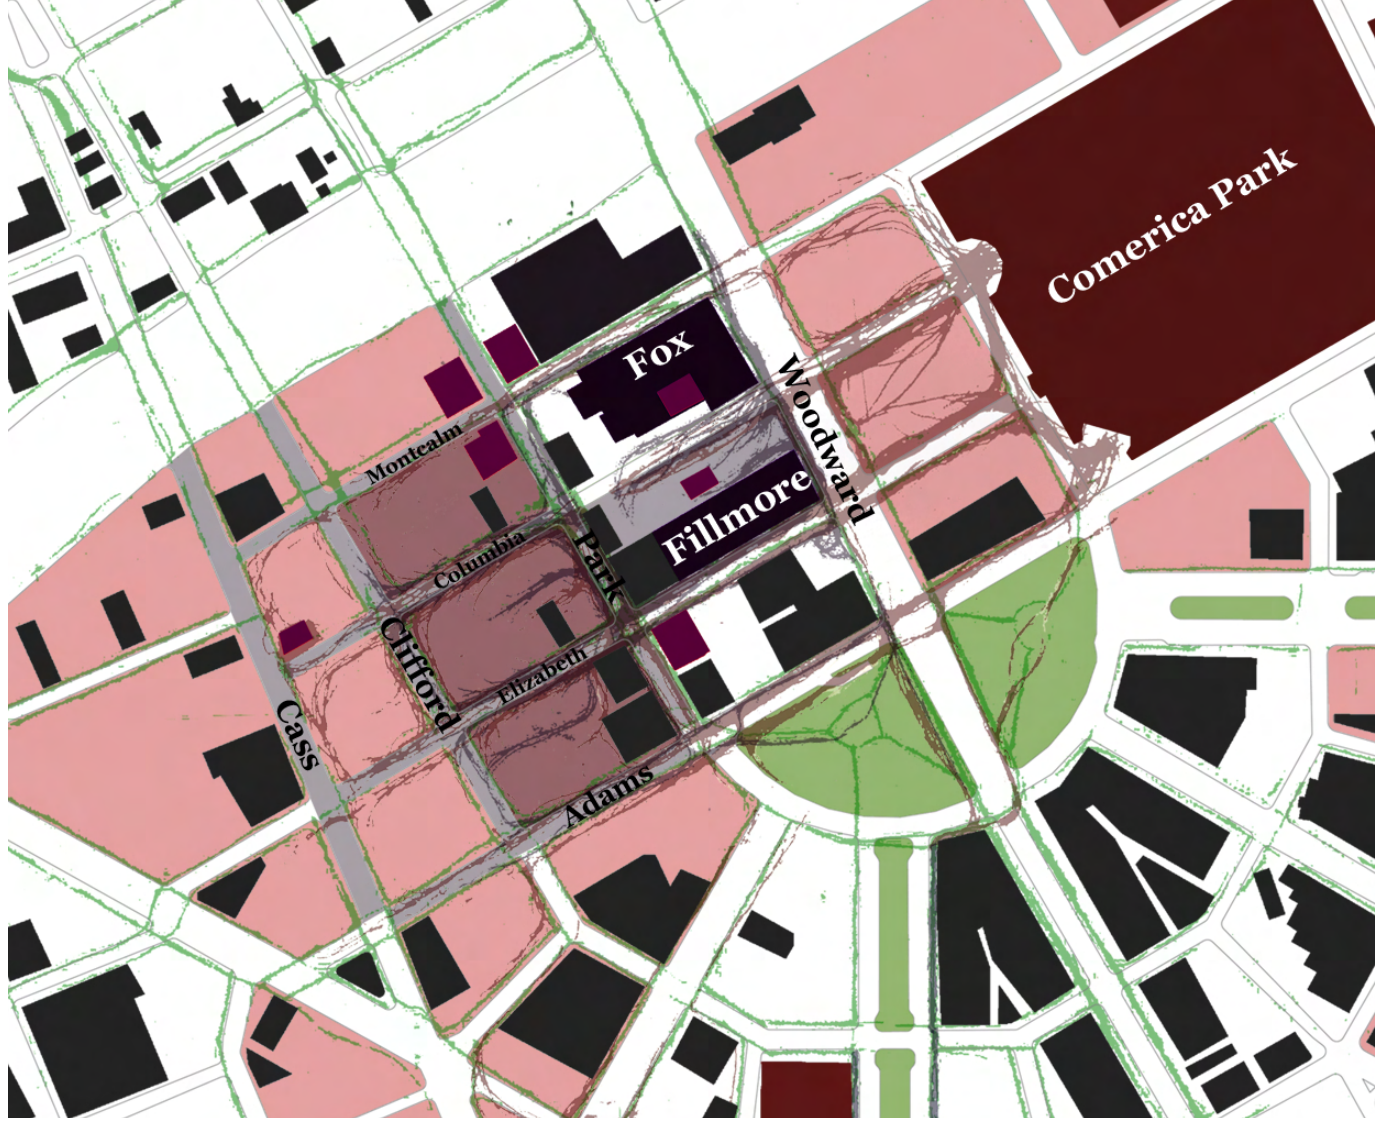 Comerica Park
Fox
Woodward
Montcalm
Fillmore
Columbia
Park
Clifford
Elizabeth
Cass
Adams